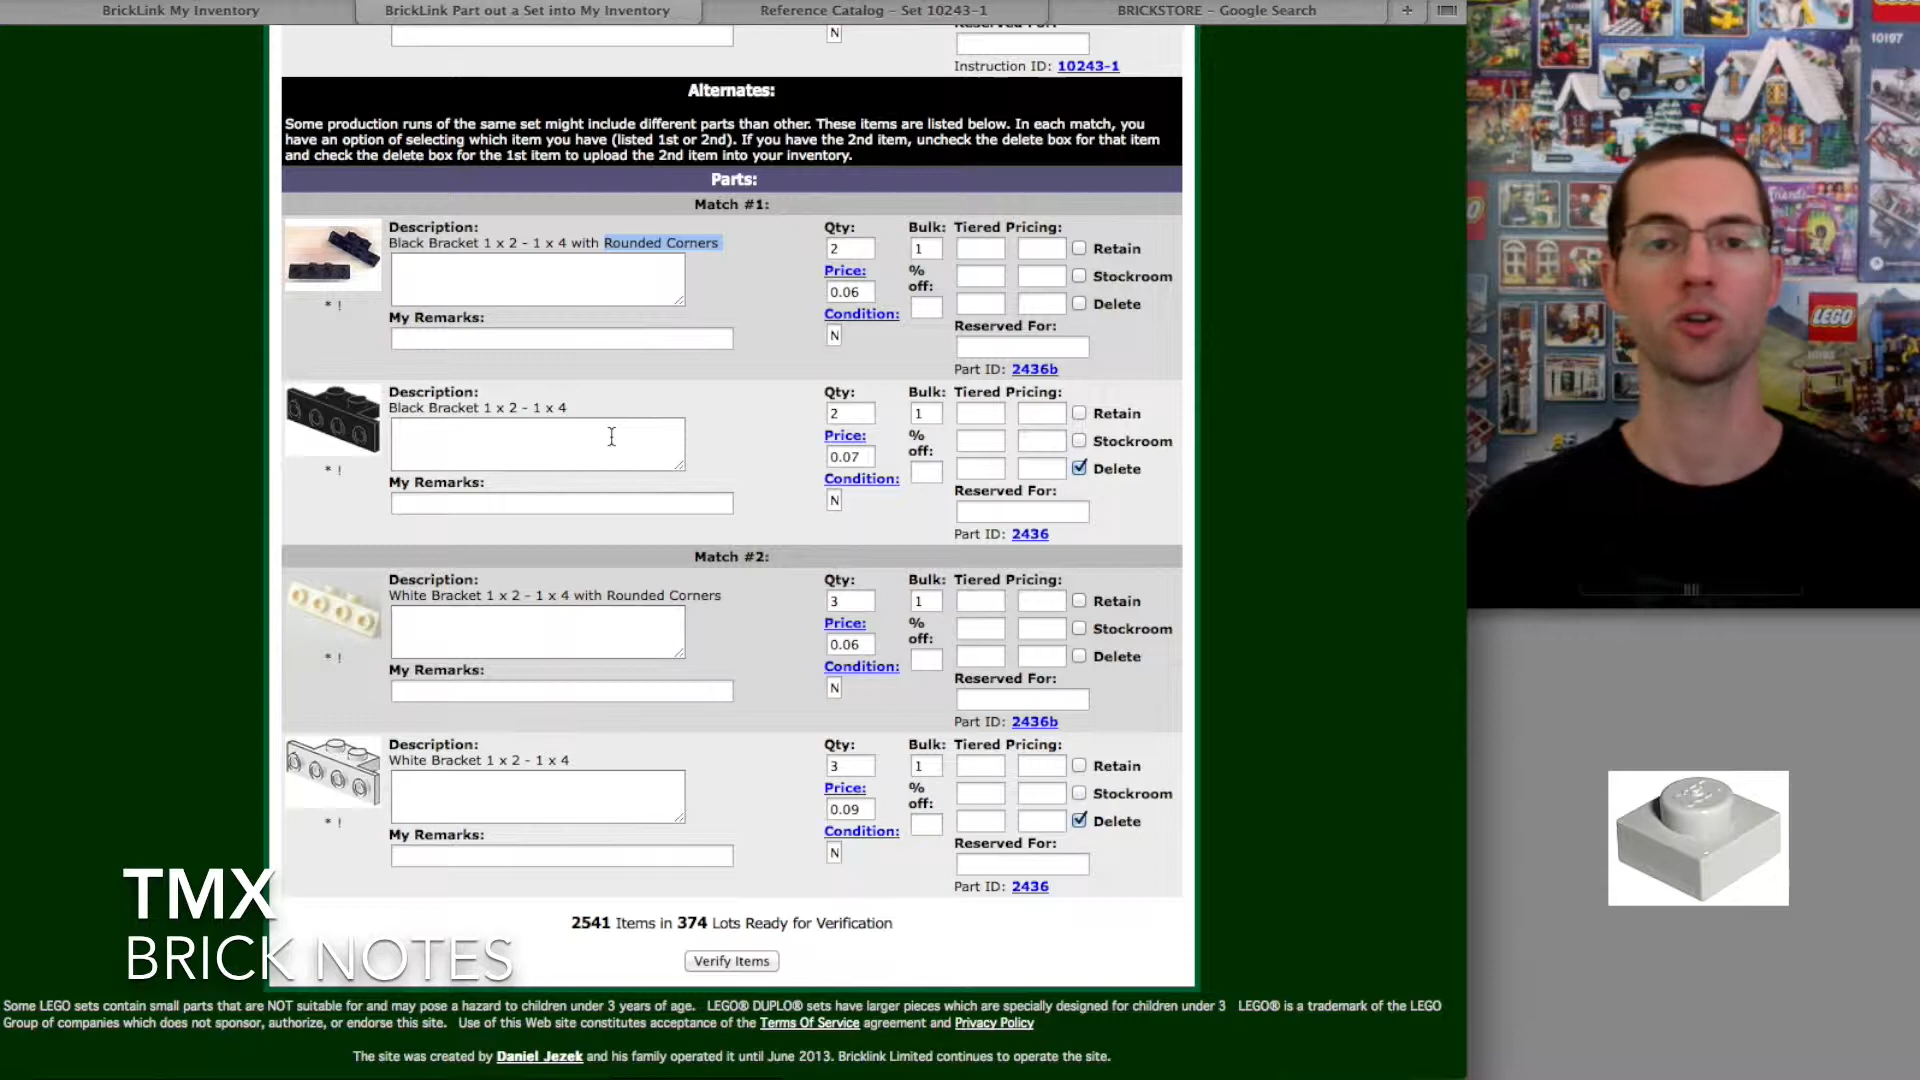 BrickLink My Inventory
BrickLink Part out a Set into My Inventory
Reference Catalog - Set 10243-1
BRICKSTORE - Google Search
+
N
Instruction ID: 10243-1
Alternates:
Some production runs of the same set might include different parts than other. These items are listed below. In each match, you
have an option of selecting which item you have (listed 1st or 2nd). If you have the 2nd item, uncheck the delete box for that item
and check the delete box for the 1st item to upload the 2nd item into your inventory.
Parts:
Match #1:
Description:
Black Bracket 1 x 2 - 1 x 4 with Rounded Corners
* !
My Remarks:
Qty:
2
Price:
0.06
Condition:
N
Bulk:
1
%
off:
Tiered Pricing:
Retain
Stockroom
Delete
Reserved For:
Part ID: 2436b
Description:
Black Bracket 1 x 2 - 1 x 4
* !
My Remarks:
Qty:
2
Price:
0.07
Condition:
N
Bulk:
1
%
off:
Tiered Pricing:
Retain
Stockroom
Delete
Reserved For:
Part ID: 2436
Match #2:
Description:
White Bracket 1 x 2 - 1 x 4 with Rounded Corners
* !
My Remarks:
Qty:
3
Price:
0.06
Condition:
N
Bulk:
1
%
off:
Tiered Pricing:
Retain
Stockroom
Delete
Reserved For:
Part ID: 2436b
Description:
White Bracket 1 x 2 - 1 x 4
* !
My Remarks:
Qty:
3
Price:
0.09
Condition:
N
Bulk:
1
%
off:
Tiered Pricing:
Retain
Stockroom
Delete
Reserved For:
Part ID: 2436
2541 Items in 374 Lots Ready for Verification
Verify Items
TMX
BRICK NOTES
Some LEGO sets contain small parts that are NOT suitable for and may pose a hazard to children under 3 years of age. LEGO® DUPLO® sets have larger pieces which are specially designed for children under 3 LEGO® is a trademark of the LEGO
Group of companies which does not sponsor, authorize, or endorse this site. Use of this Web site constitutes acceptance of the Terms Of Service agreement and Privacy Policy
The site was created by Daniel Jezek and his family operated it until June 2013. Bricklink Limited continues to operate the site.
10197
LEGO